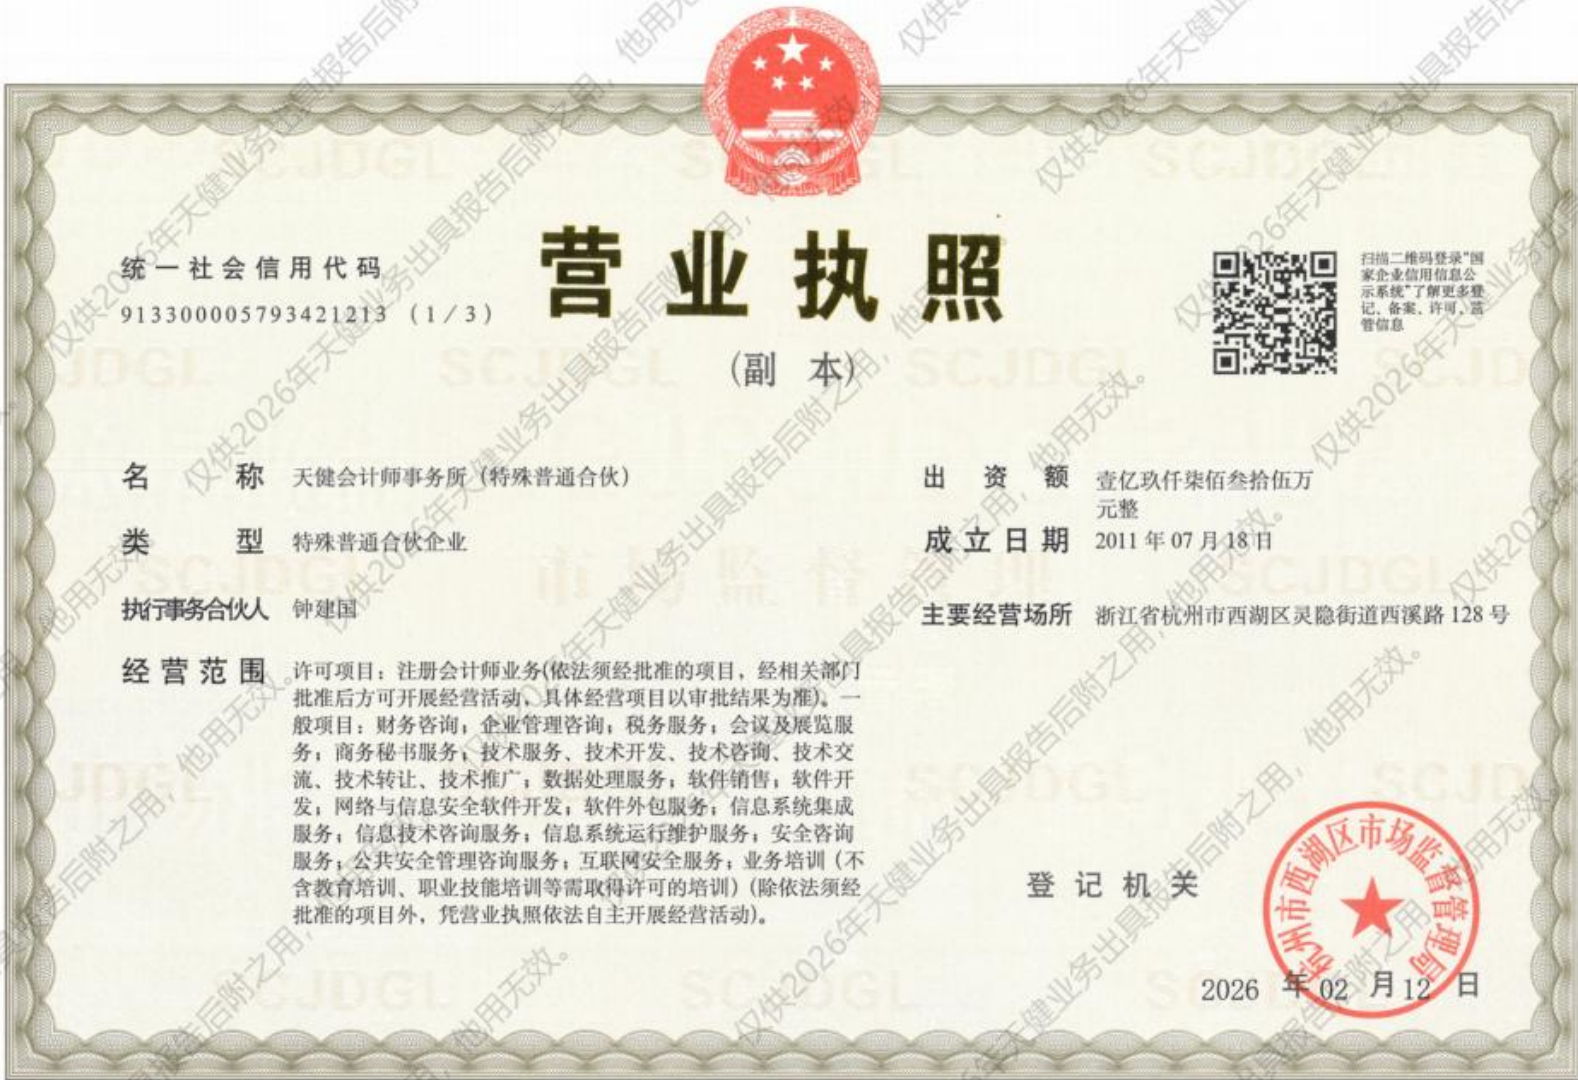 统一社会信用代码
913300005793421213 (1/3)
营业执照
(副 本)
扫描二维码登录“国
家企业信用信息公
示系统”了解更多登
记、备案、许可、监
管信息
名 称 天健会计师事务所（特殊普通合伙）
类 型 特殊普通合伙企业
执行事务合伙人 钟建国
经营范围 许可项目：注册会计师业务(依法须经批准的项目，经相关部门
批准后方可开展经营活动，具体经营项目以审批结果为准)。一
般项目：财务咨询；企业管理咨询；税务服务；会议及展览服
务；商务秘书服务；技术服务、技术开发、技术咨询、技术交
流、技术转让、技术推广；数据处理服务；软件销售；软件开
发；网络与信息安全软件开发；软件外包服务；信息系统集成
服务；信息技术咨询服务；信息系统运行维护服务；安全咨询
服务；公共安全管理咨询服务；互联网安全服务；业务培训（不
含教育培训、职业技能培训等需取得许可的培训）(除依法须经
批准的项目外，凭营业执照依法自主开展经营活动)。
出 资 额 壹亿玖仟柒佰叁拾伍万
元整
成立日期 2011 年 07 月 18 日
主要经营场所 浙江省杭州市西湖区灵隐街道西溪路 128 号
登记机关
杭州市西湖区市场监督管理局
2026 年 02 月 12 日
仅供2026年天健业务出具报告后附之用，他用无效。
SCJDGL
市场监督管理